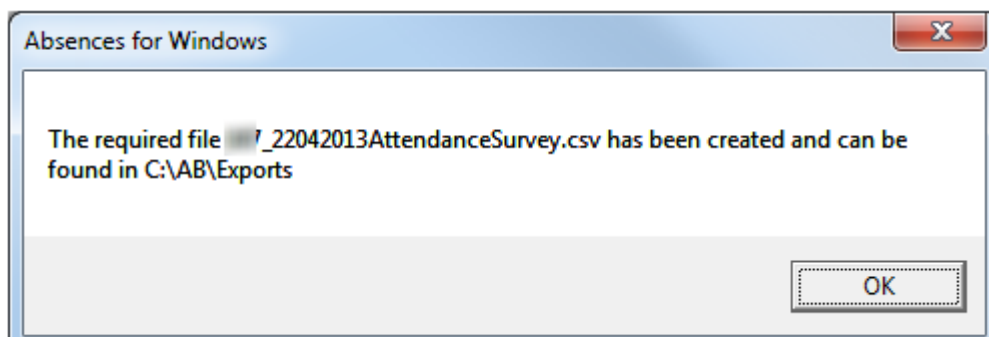 Absences for Windows
The required file 7_22042013AttendanceSurvey.csv has been created and can be
found in C:\AB\Exports
OK